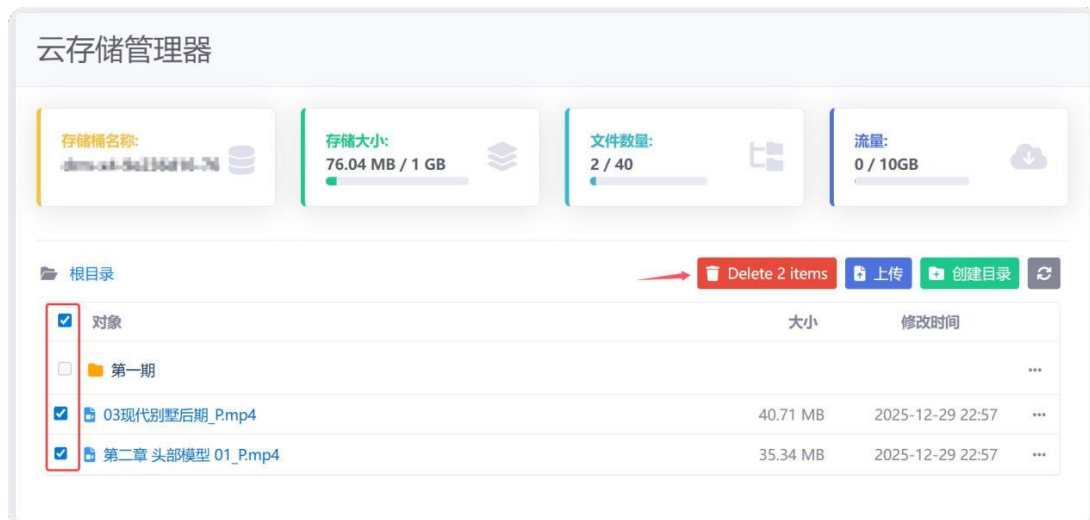 云存储管理器
存储桶名称:
存储大小:
76.04 MB / 1 GB
文件数量:
2 / 40
流量:
0 / 10GB
根目录
Delete 2 items
上传
创建目录
对象 大小 修改时间
第一期
03现代别墅后期_P.mp4 40.71 MB 2025-12-29 22:57
第二章 头部模型 01_P.mp4 35.34 MB 2025-12-29 22:57